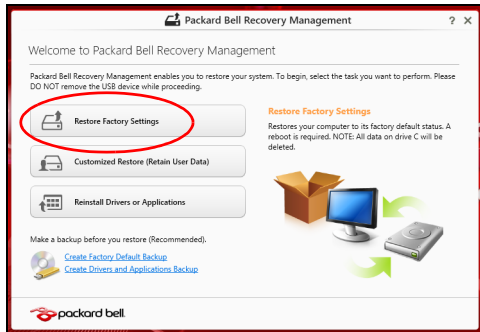 Packard Bell Recovery Management
? X
Welcome to Packard Bell Recovery Management
Packard Bell Recovery Management enables you to restore your system. To begin, select the task you want to perform. Please
DO NOT remove the USB device while proceeding.
Restore Factory Settings
Customized Restore (Retain User Data)
Reinstall Drivers or Applications
Restore Factory Settings
Restores your computer to its factory default status. A
reboot is required. NOTE: All data on drive C will be
deleted.
Make a backup before you restore (Recommended).
Create Factory Default Backup
Create Drivers and Applications Backup
packard bell